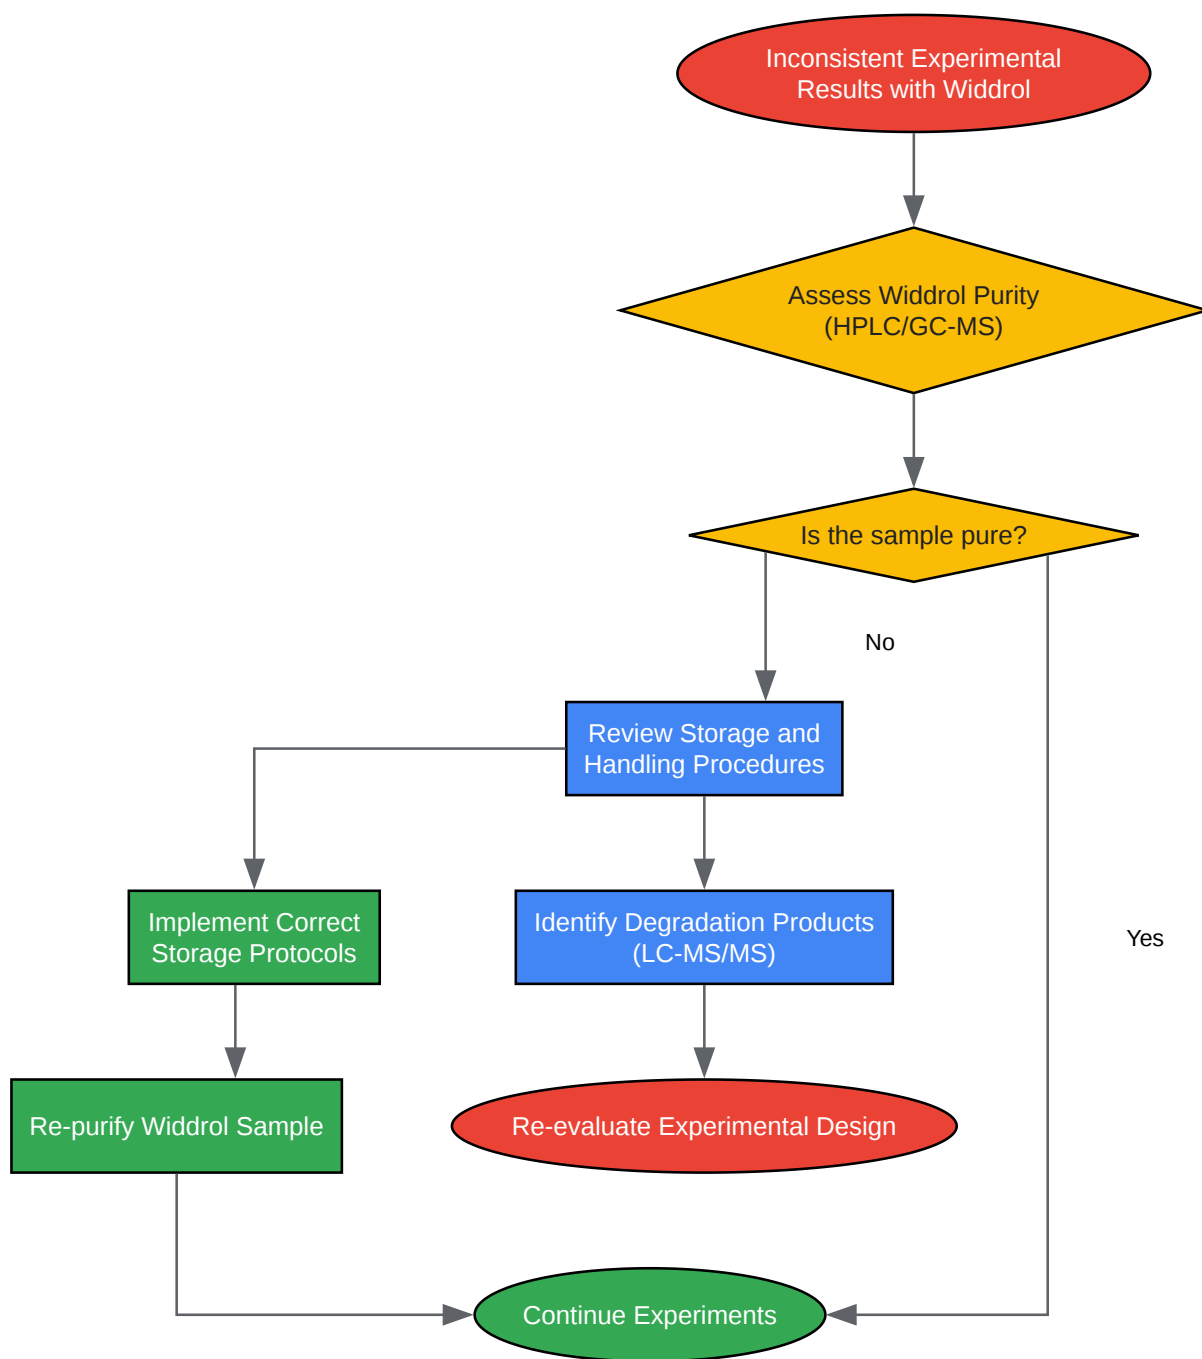 Inconsistent Experimental
Results with Widdrol
Assess Widdrol Purity
(HPLC/GC-MS)
Is the sample pure?
No
Review Storage and
Handling Procedures
Implement Correct
Storage Protocols
Identify Degradation Products
(LC-MS/MS)
Yes
Re-purify Widdrol Sample
Re-evaluate Experimental Design
Continue Experiments